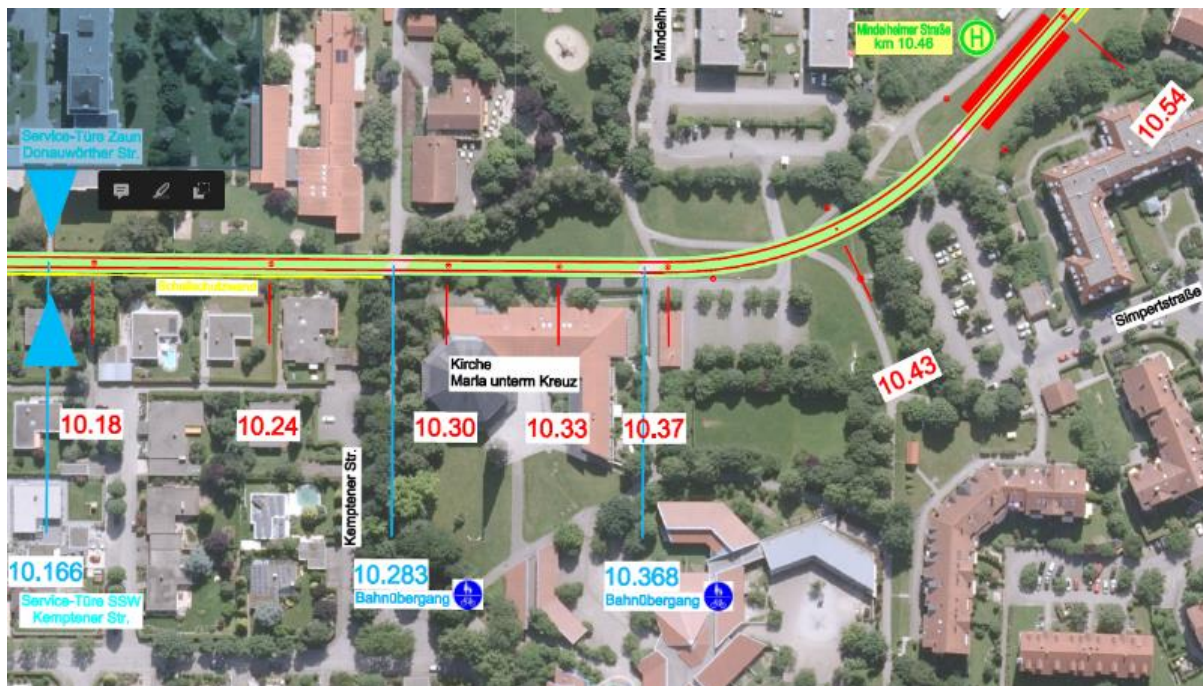 Mindelheimer Straße
km 10.46
H
Mindelh
Service-Türe Zaun
Donauwörther Str.
10.54
Schallschutzwand
Simpertstraße
Kirche
Maria unterm Kreuz
10.43
10.18
10.24
10.30
10.33
10.37
Kemptener Str.
10.166
10.283
10.368
Bahnübergang
Bahnübergang
Service-Türe SSW
Kemptener Str.